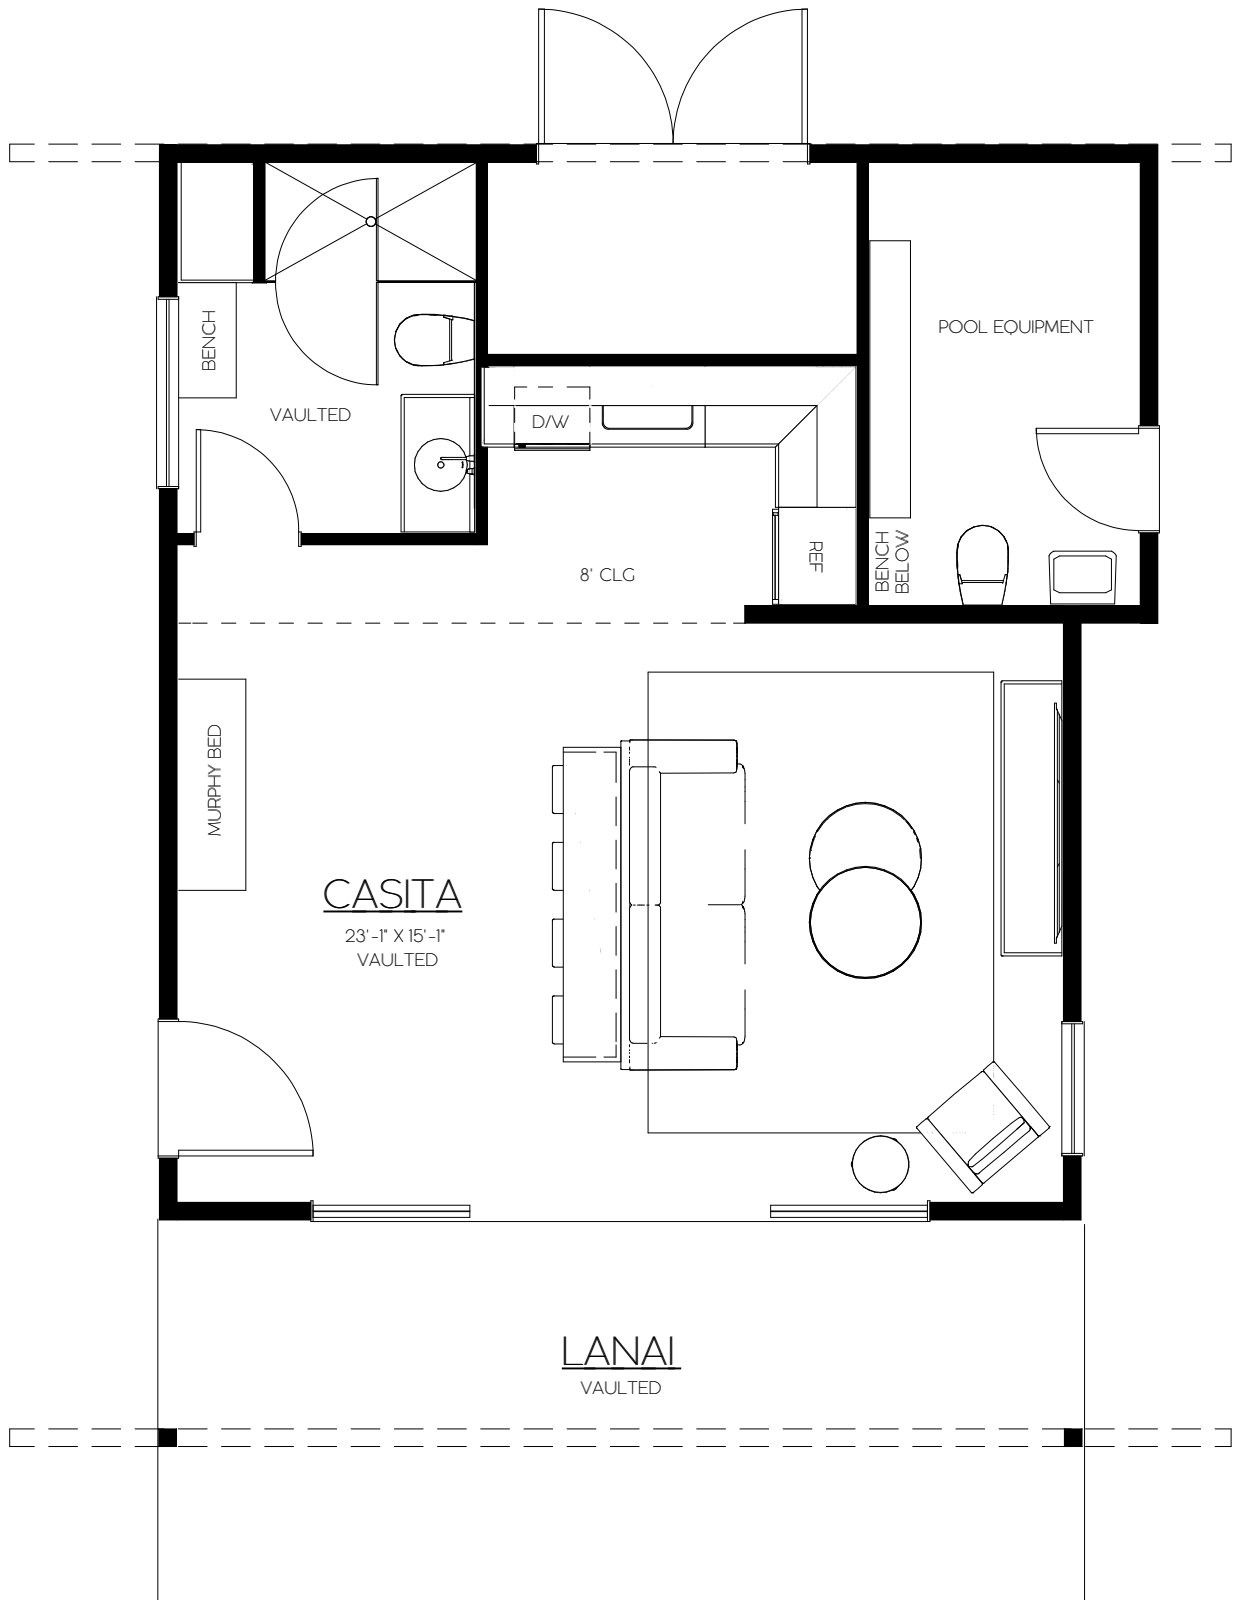 POOL EQUIPMENT
BENCH
VAULTED
D/W
REF
BENCH
BELOW
8' CLG
MURPHY BED
CASITA
23'-1" X 15'-1"
VAULTED
LANAI
VAULTED